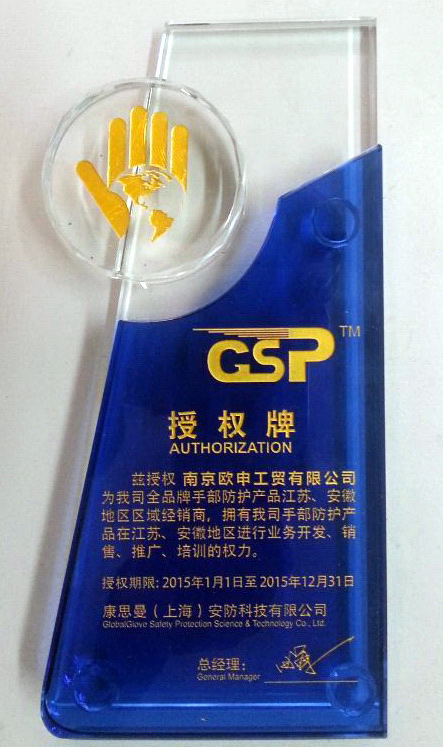 GSP™
授权牌
AUTHORIZATION
兹授权 南京欧申工贸有限公司
为我司全品牌手部防护产品江苏、安徽
地区区域经销商，拥有我司手部防护产
品在江苏、安徽地区进行业务开发、销
售、推广、培训的权力。
授权期限: 2015年1月1日至2015年12月31日
康思曼（上海）安防科技有限公司
GlobalGlove Safety Protection Science & Technology Co., Ltd.
总经理：
General Manager